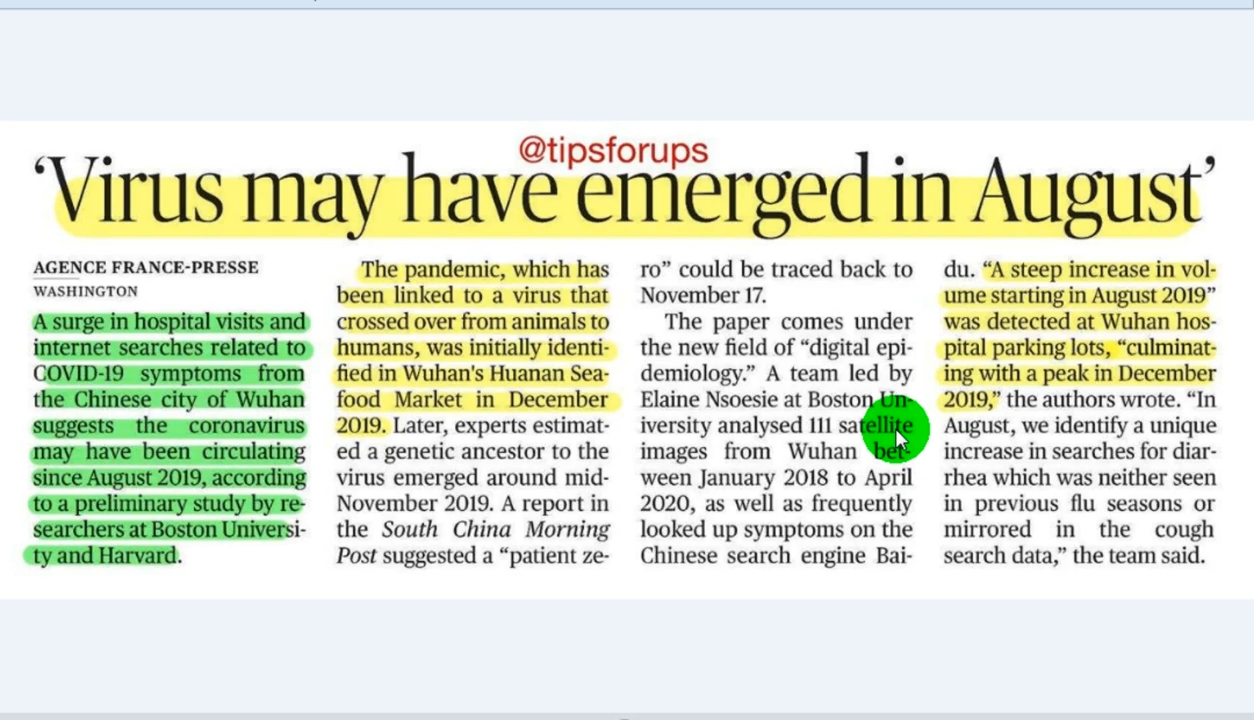 @tipsforups
‘Virus may have emerged in August’
AGENCE FRANCE-PRESSE
WASHINGTON
A surge in hospital visits and
internet searches related to
COVID-19 symptoms from
the Chinese city of Wuhan
suggests the coronavirus
may have been circulating
since August 2019, according
to a preliminary study by re-
searchers at Boston Universi-
ty and Harvard.
The pandemic, which has
been linked to a virus that
crossed over from animals to
humans, was initially identi-
fied in Wuhan's Huanan Sea-
food Market in December
2019. Later, experts estimat-
ed a genetic ancestor to the
virus emerged around mid-
November 2019. A report in
the South China Morning
Post suggested a “patient ze-
ro” could be traced back to
November 17.
The paper comes under
the new field of “digital epi-
demiology.” A team led by
Elaine Nsoesie at Boston Un-
iversity analysed 111 satellite
images from Wuhan bet-
ween January 2018 to April
2020, as well as frequently
looked up symptoms on the
Chinese search engine Bai-
du. “A steep increase in vol-
ume starting in August 2019”
was detected at Wuhan hos-
pital parking lots, “culminat-
ing with a peak in December
2019,” the authors wrote. “In
August, we identify a unique
increase in searches for diar-
rhea which was neither seen
in previous flu seasons or
mirrored in the cough
search data,” the team said.